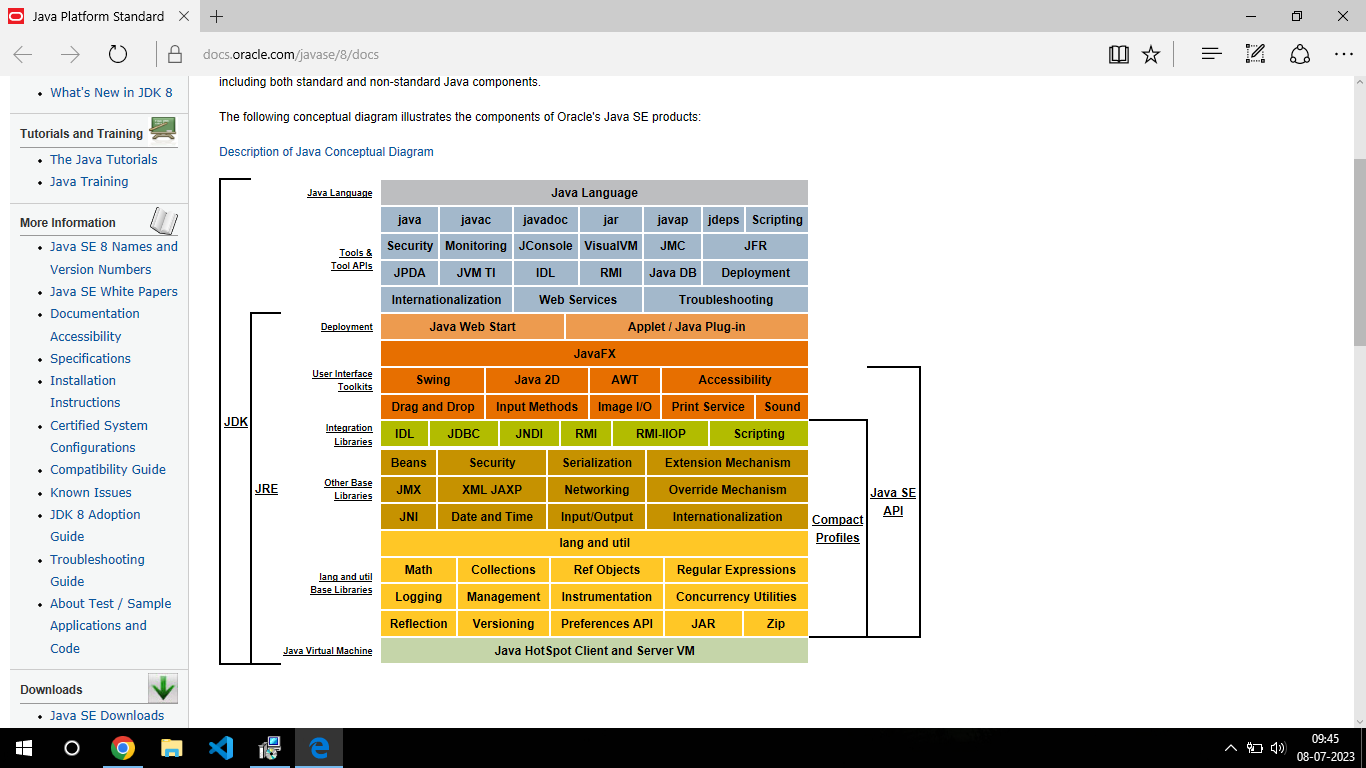 Java Platform Standard
docs.oracle.com/javase/8/docs
including both standard and non-standard Java components.
The following conceptual diagram illustrates the components of Oracle's Java SE products:
Description of Java Conceptual Diagram
What's New in JDK 8
Tutorials and Training
The Java Tutorials
Java Training
More Information
Java SE 8 Names and
Version Numbers
Java SE White Papers
Documentation
Accessibility
Specifications
Installation
Instructions
Certified System
Configurations
Compatibility Guide
Known Issues
JDK 8 Adoption
Guide
Troubleshooting
Guide
About Test / Sample
Applications and
Code
Downloads
Java SE Downloads
JDK
JRE
Java Language
Java Language
Tools &
Tool APIs
java javac javadoc jar javap jdeps Scripting
Security Monitoring JConsole VisualVM JMC JFR
JPDA JVM TI IDL RMI Java DB Deployment
Internationalization Web Services Troubleshooting
Deployment
Java Web Start Applet / Java Plug-in
JavaFX
User Interface
Toolkits
Swing Java 2D AWT Accessibility
Drag and Drop Input Methods Image I/O Print Service Sound
Integration
Libraries
IDL JDBC JNDI RMI RMI-IIOP Scripting
Other Base
Libraries
Beans Security Serialization Extension Mechanism
JMX XML JAXP Networking Override Mechanism
JNI Date and Time Input/Output Internationalization
lang and util
lang and util
Base Libraries
Math Collections Ref Objects Regular Expressions
Logging Management Instrumentation Concurrency Utilities
Reflection Versioning Preferences API JAR Zip
Java Virtual Machine
Java HotSpot Client and Server VM
Compact
Profiles
Java SE
API
09:45
08-07-2023